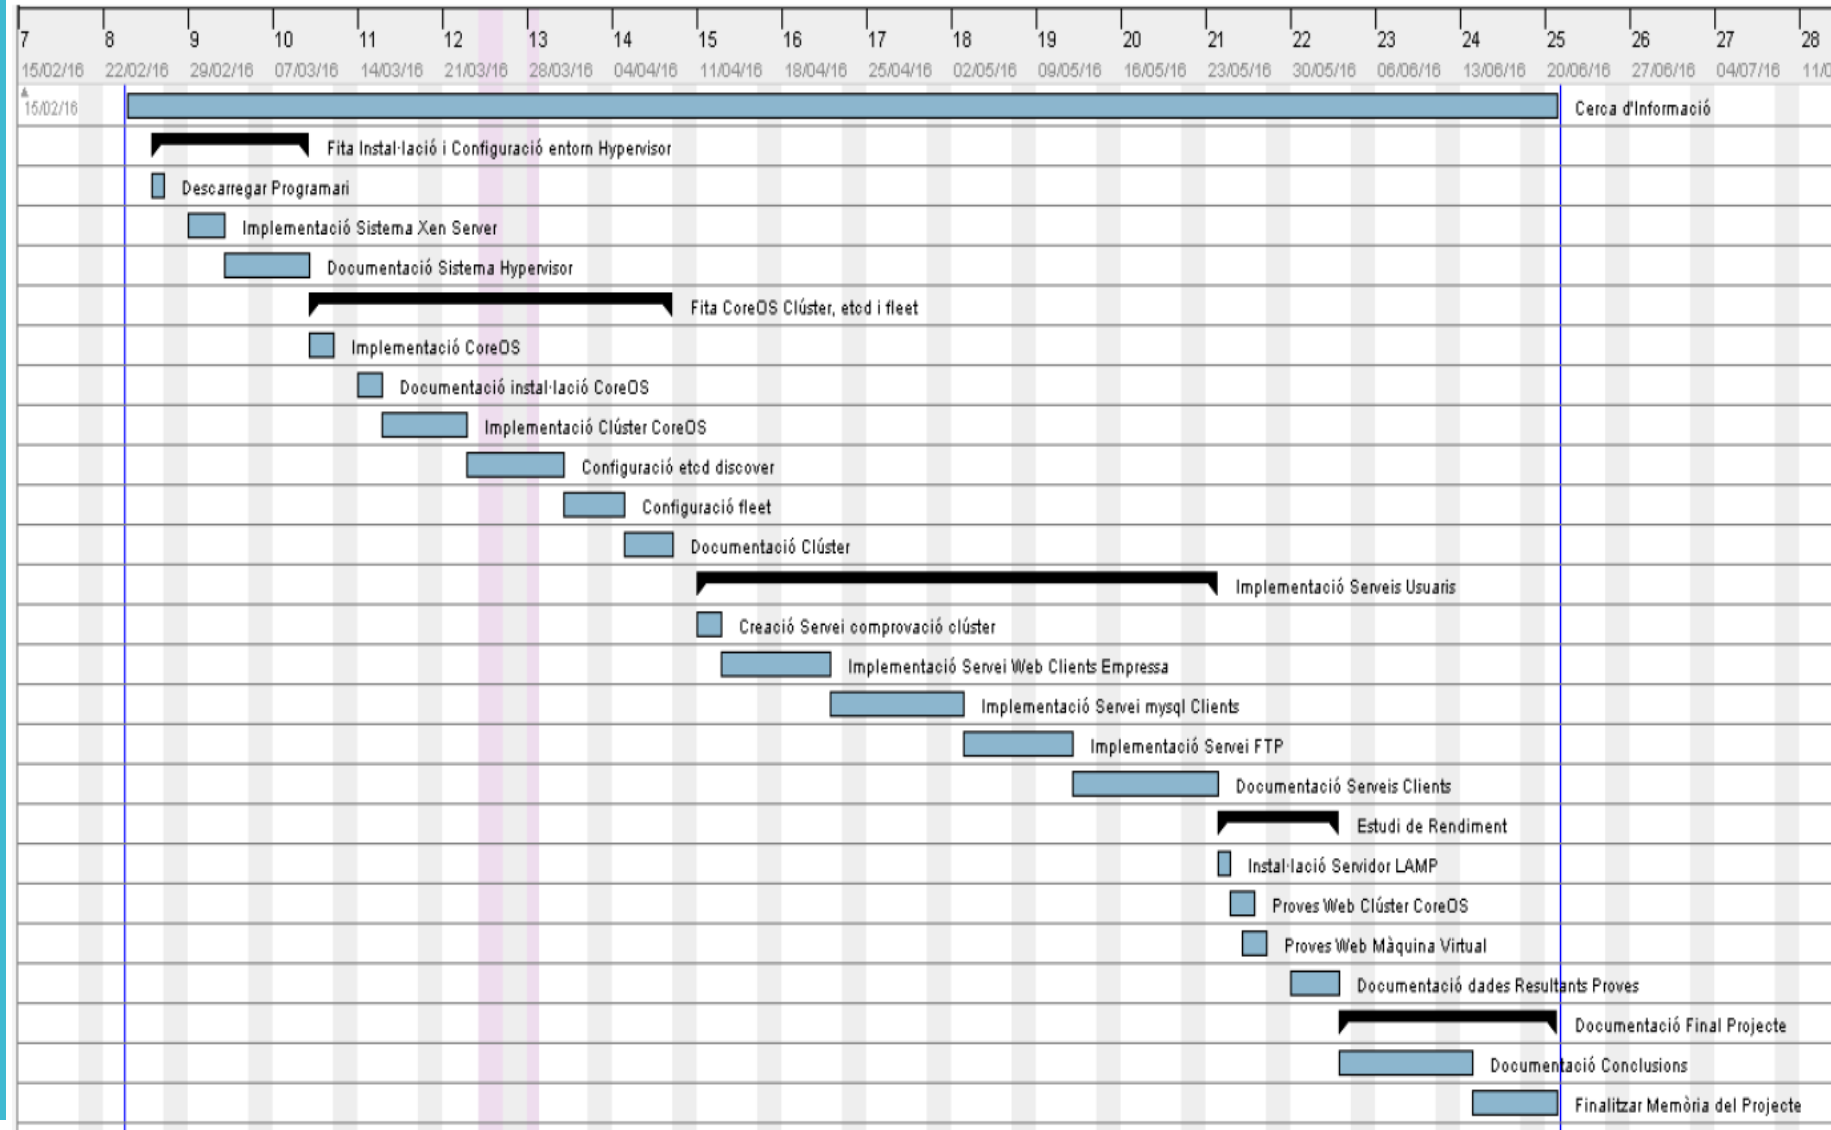 7 8 9 10 11 12 13 14 15 16 17 18 19 20 21 22 23 24 25 26 27 28
15/02/16 22/02/16 29/02/16 07/03/16 14/03/16 21/03/16 28/03/16 04/04/16 11/04/16 18/04/16 25/04/16 02/05/16 09/05/16 16/05/16 23/05/16 30/05/16 06/06/16 13/06/16 20/06/16 27/06/16 04/07/16 11/0
15/02/16 Cerca d'Informació
Fita Instal·lació i Configuració entorn Hypervisor
Descarregar Programari
Implementació Sistema Xen Server
Documentació Sistema Hypervisor
Fita CoreOS Clúster, etcd i fleet
Implementació CoreOS
Documentació instal·lació CoreOS
Implementació Clúster CoreOS
Configuració etcd discover
Configuració fleet
Documentació Clúster
Implementació Serveis Usuaris
Creació Servei comprovació clúster
Implementació Servei Web Clients Empressa
Implementació Servei mysql Clients
Implementació Servei FTP
Documentació Serveis Clients
Estudi de Rendiment
Instal·lació Servidor LAMP
Proves Web Clúster CoreOS
Proves Web Màquina Virtual
Documentació dades Resultants Proves
Documentació Final Projecte
Documentació Conclusions
Finalitzar Memòria del Projecte